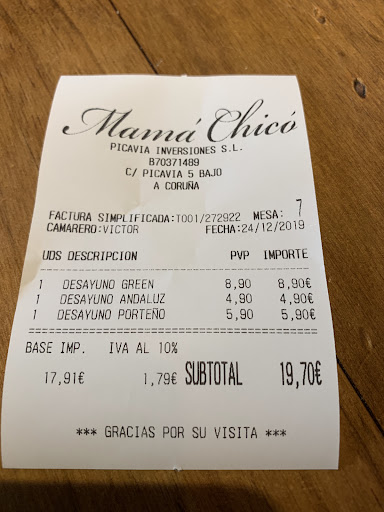 Mamá Chicó
PICAVIA INVERSIONES S.L.
B70371489
C/ PICAVIA 5 BAJO
A CORUÑA
FACTURA SIMPLIFICADA:T001/272922 MESA: 7
CAMARERO:VICTOR FECHA:24/12/2019
UDS DESCRIPCION PVP IMPORTE
1 DESAYUNO GREEN 8,90 8,90€
1 DESAYUNO ANDALUZ 4,90 4,90€
1 DESAYUNO PORTEÑO 5,90 5,90€
BASE IMP. IVA AL 10%
17,91€ 1,79€ SUBTOTAL 19,70€
*** GRACIAS POR SU VISITA ***